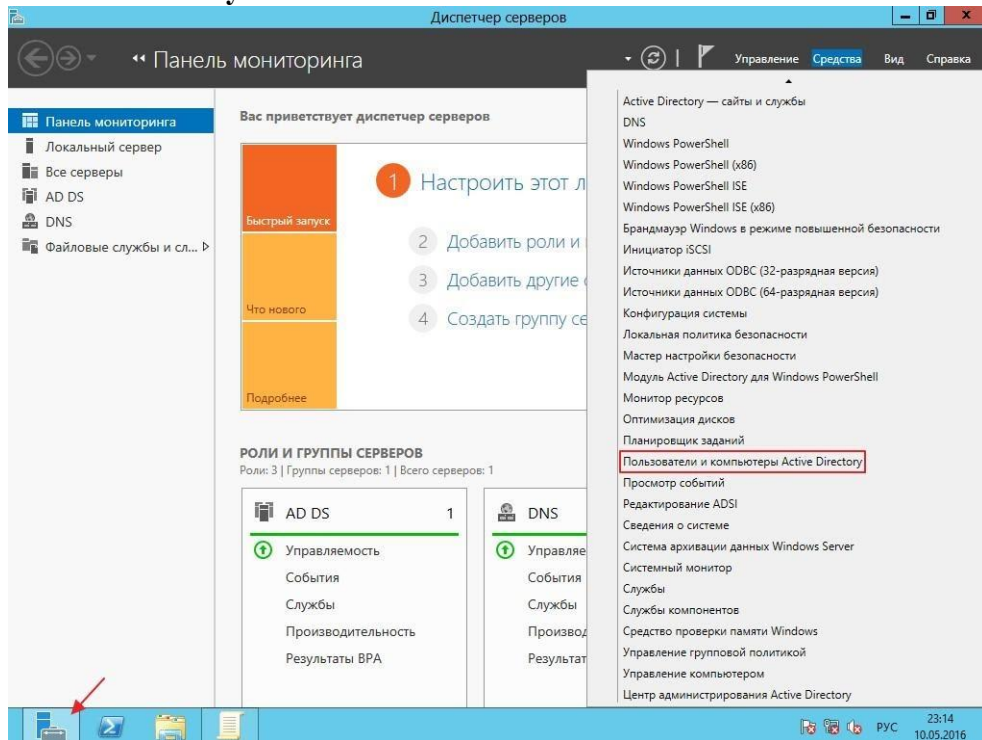 Диспетчер серверов
Панель мониторинга
Управление Средства Вид Справка
Панель мониторинга
Локальный сервер
Все серверы
AD DS
DNS
Файловые службы и сл...
Вас приветствует диспетчер серверов
Быстрый запуск
Что нового
Подробнее
1 Настроить этот л
2 Добавить роли и
3 Добавить другие
4 Создать группу се
РОЛИ И ГРУППЫ СЕРВЕРОВ
Роли: 3 | Группы серверов: 1 | Всего серверов: 1
AD DS 1
Управляемость
События
Службы
Производительность
Результаты BPA
DNS
Управляе
События
Службы
Производ
Результат
Active Directory — сайты и службы
DNS
Windows PowerShell
Windows PowerShell (x86)
Windows PowerShell ISE
Windows PowerShell ISE (x86)
Брандмауэр Windows в режиме повышенной безопасности
Инициатор iSCSI
Источники данных ODBC (32-разрядная версия)
Источники данных ODBC (64-разрядная версия)
Конфигурация системы
Локальная политика безопасности
Мастер настройки безопасности
Модуль Active Directory для Windows PowerShell
Монитор ресурсов
Оптимизация дисков
Планировщик заданий
Пользователи и компьютеры Active Directory
Просмотр событий
Редактирование ADSI
Сведения о системе
Система архивации данных Windows Server
Системный монитор
Службы
Службы компонентов
Средство проверки памяти Windows
Управление групповой политикой
Управление компьютером
Центр администрирования Active Directory
РУС
23:14
10.05.2016